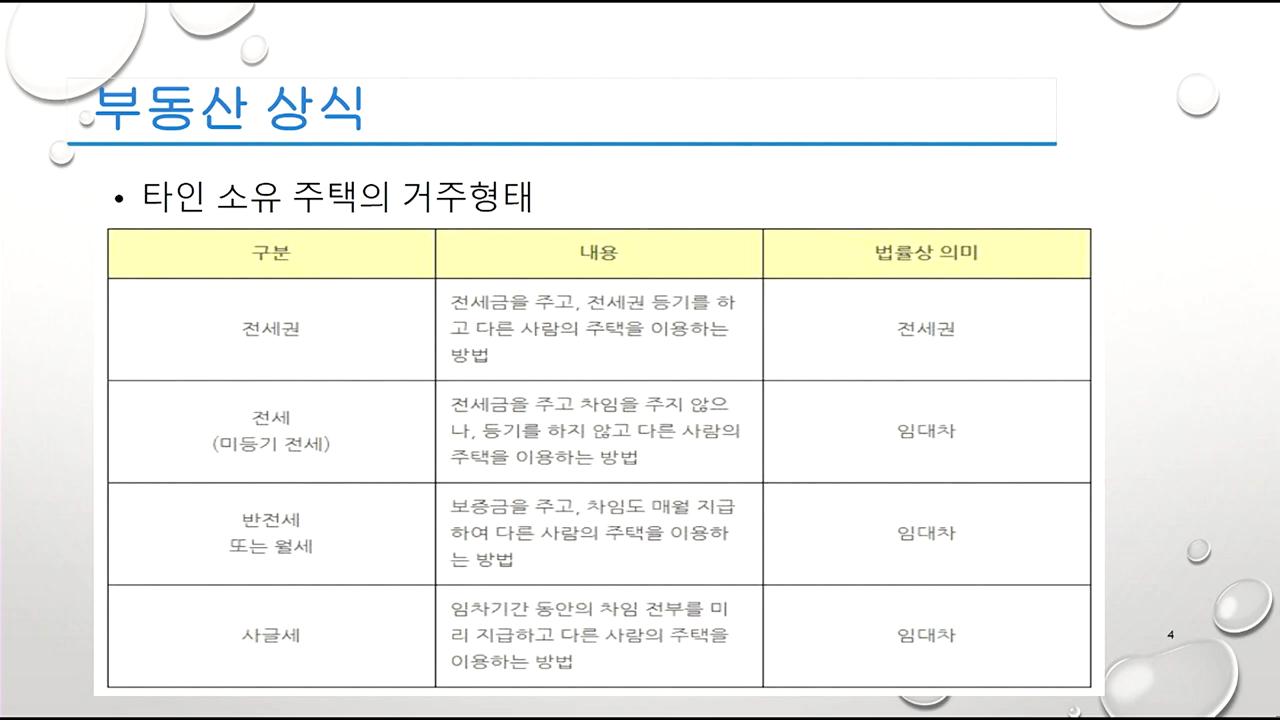 부동산 상식
• 타인 소유 주택의 거주형태
구분 내용 법률상 의미
전세권
전세금을 주고, 전세권 등기를 하
고 다른 사람의 주택을 이용하는
방법
전세권
전세
(미등기 전세)
전세금을 주고 차임을 주지 않으
나, 등기를 하지 않고 다른 사람의
주택을 이용하는 방법
임대차
반전세
또는 월세
보증금을 주고, 차임도 매월 지급
하여 다른 사람의 주택을 이용하
는 방법
임대차
사글세
임차기간 동안의 차임 전부를 미
리 지급하고 다른 사람의 주택을
이용하는 방법
임대차
4